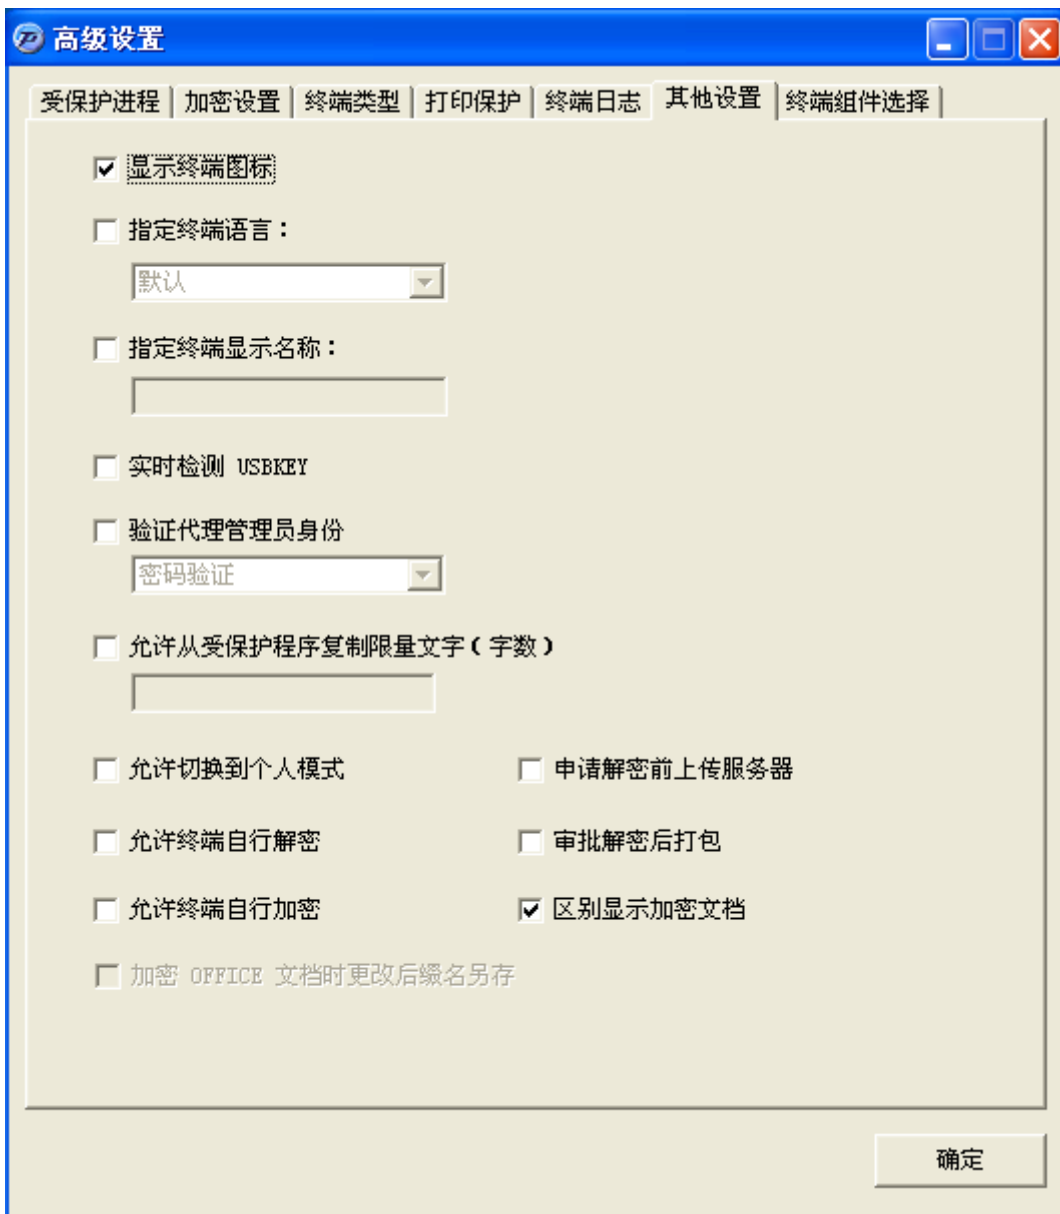 高级设置
受保护进程 加密设置 终端类型 打印保护 终端日志 其他设置 终端组件选择
显示终端图标
指定终端语言：
默认
指定终端显示名称：
实时检测 USBKEY
验证代理管理员身份
密码验证
允许从受保护程序复制限量文字(字数)
允许切换到个人模式 申请解密前上传服务器
允许终端自行解密 审批解密后打包
允许终端自行加密 区别显示加密文档
加密 OFFICE 文档时更改后缀名另存
确定